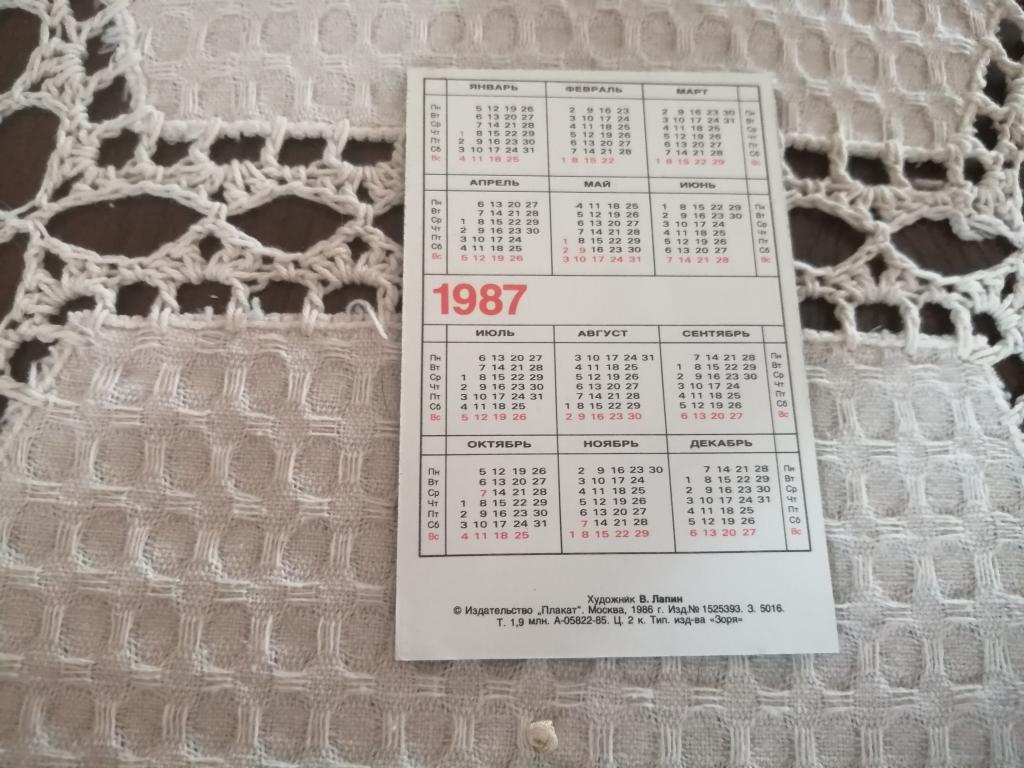 ЯНВАРЬ ФЕВРАЛЬ МАРТ
Пн 5 12 19 26 2 9 16 23 2 9 16 23 30 Пн
Вт 6 13 20 27 3 10 17 24 3 10 17 24 31 Вт
Ср 7 14 21 28 4 11 18 25 4 11 18 25 Ср
Чт 1 8 15 22 29 5 12 19 26 5 12 19 26 Чт
Пт 2 9 16 23 30 6 13 20 27 6 13 20 27 Пт
Сб 3 10 17 24 31 7 14 21 28 7 14 21 28 Сб
Вс 4 11 18 25 1 8 15 22 1 8 15 22 29 Вс
АПРЕЛЬ МАЙ ИЮНЬ
Пн 6 13 20 27 4 11 18 25 1 8 15 22 29 Пн
Вт 7 14 21 28 5 12 19 26 2 9 16 23 30 Вт
Ср 1 8 15 22 29 6 13 20 27 3 10 17 24 Ср
Чт 2 9 16 23 30 7 14 21 28 4 11 18 25 Чт
Пт 3 10 17 24 1 8 15 22 29 5 12 19 26 Пт
Сб 4 11 18 25 2 9 16 23 30 6 13 20 27 Сб
Вс 5 12 19 26 3 10 17 24 31 7 14 21 28 Вс
1987
ИЮЛЬ АВГУСТ СЕНТЯБРЬ
Пн 6 13 20 27 3 10 17 24 31 7 14 21 28 Пн
Вт 7 14 21 28 4 11 18 25 1 8 15 22 29 Вт
Ср 1 8 15 22 29 5 12 19 26 2 9 16 23 30 Ср
Чт 2 9 16 23 30 6 13 20 27 3 10 17 24 Чт
Пт 3 10 17 24 31 7 14 21 28 4 11 18 25 Пт
Сб 4 11 18 25 1 8 15 22 29 5 12 19 26 Сб
Вс 5 12 19 26 2 9 16 23 30 6 13 20 27 Вс
ОКТЯБРЬ НОЯБРЬ ДЕКАБРЬ
Пн 5 12 19 26 2 9 16 23 30 7 14 21 28 Пн
Вт 6 13 20 27 3 10 17 24 1 8 15 22 29 Вт
Ср 7 14 21 28 4 11 18 25 2 9 16 23 30 Ср
Чт 1 8 15 22 29 5 12 19 26 3 10 17 24 31 Чт
Пт 2 9 16 23 30 6 13 20 27 4 11 18 25 Пт
Сб 3 10 17 24 31 7 14 21 28 5 12 19 26 Сб
Вс 4 11 18 25 1 8 15 22 29 6 13 20 27 Вс
Художник В. Лапин
© Издательство „Плакат". Москва, 1986 г. Изд.№ 1525393. З. 5016.
Т. 1,9 млн. А-05822-85. Ц. 2 к. Тип. изд-ва «Зоря»